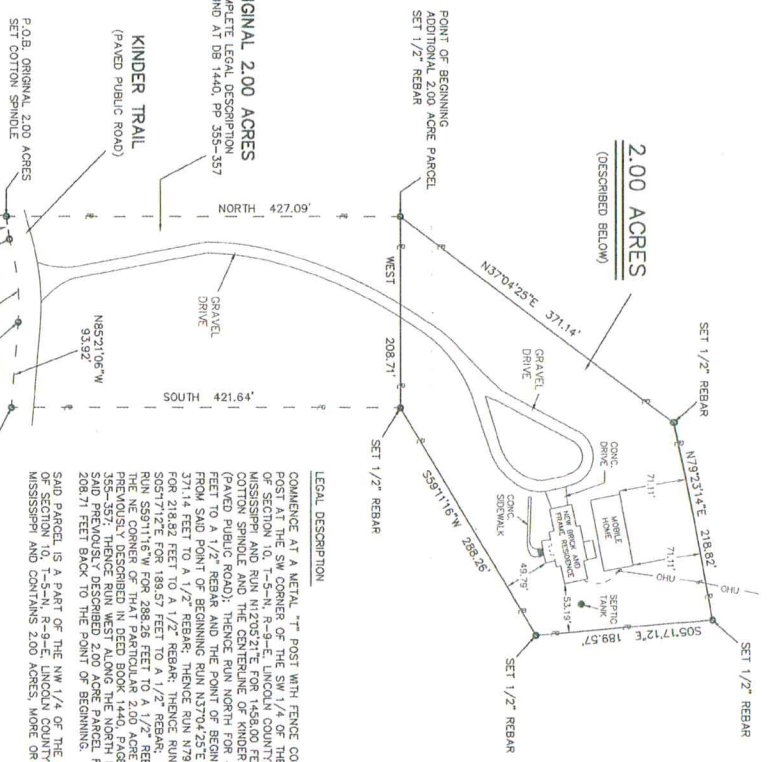 POINT OF BEGINNING
ADDITIONAL 2.00 ACRE PARCEL
SET 1/2" REBAR
2.00 ACRES
(DESCRIBED BELOW)
SET 1/2" REBAR
N79°23'14"E 218.82'
SET 1/2" REBAR
N37°04'25"E 371.14'
71.11'
71.11'
OHU
OHU
MOBILE
HOME
CONC.
DRIVE
NEW BRICK AND
FRAME RESIDENCE
CONC.
SIDEWALK
49.79'
53.19'
SEPTIC
TANK
S05°17'12"E 189.57'
GRAVEL
DRIVE
S59°11'16"W 288.26'
SET 1/2" REBAR
WEST 208.71'
SET 1/2" REBAR
IGINAL 2.00 ACRES
MPLETE LEGAL DESCRIPTION
ND AT DB 1440, PP 355-357
KINDER TRAIL
(PAVED PUBLIC ROAD)
NORTH 427.09'
GRAVEL
DRIVE
SOUTH 421.64'
N85°21'06"W
93.92'
P.O.B. ORIGINAL 2.00 ACRES
SET COTTON SPINDLE
LEGAL DESCRIPTION
COMMENCE AT A METAL "T" POST WITH FENCE CO
POST AT THE SW CORNER OF THE SW 1/4 OF THE
OF SECTION 10, T-5-N, R-9-E, LINCOLN COUNTY,
MISSISSIPPI AND RUN N12°05'21"E FOR 1458.00 FE
COTTON SPINDLE AND THE CENTERLINE OF KINDER
(PAVED PUBLIC ROAD); THENCE RUN NORTH FOR
FEET TO A 1/2" REBAR AND THE POINT OF BEGIN
FROM SAID POINT OF BEGINNING RUN N37°04'25"E
371.14 FEET TO A 1/2" REBAR; THENCE RUN N79
FOR 218.82 FEET TO A 1/2" REBAR; THENCE RUN
S05°17'12"E FOR 189.57 FEET TO A 1/2" REBAR;
RUN S59°11'16"W FOR 288.26 FEET TO A 1/2" REB
THE NE CORNER OF THAT PARTICULAR 2.00 ACRE
PREVIOUSLY DESCRIBED IN DEED BOOK 1440, PAGE
355-357; THENCE RUN WEST ALONG THE NORTH
SAID PREVIOUSLY DESCRIBED 2.00 ACRE PARCEL F
208.71 FEET BACK TO THE POINT OF BEGINNING.
SAID PARCEL IS A PART OF THE NW 1/4 OF THE
OF SECTION 10, T-5-N, R-9-E, LINCOLN COUNTY
MISSISSIPPI AND CONTAINS 2.00 ACRES, MORE OR